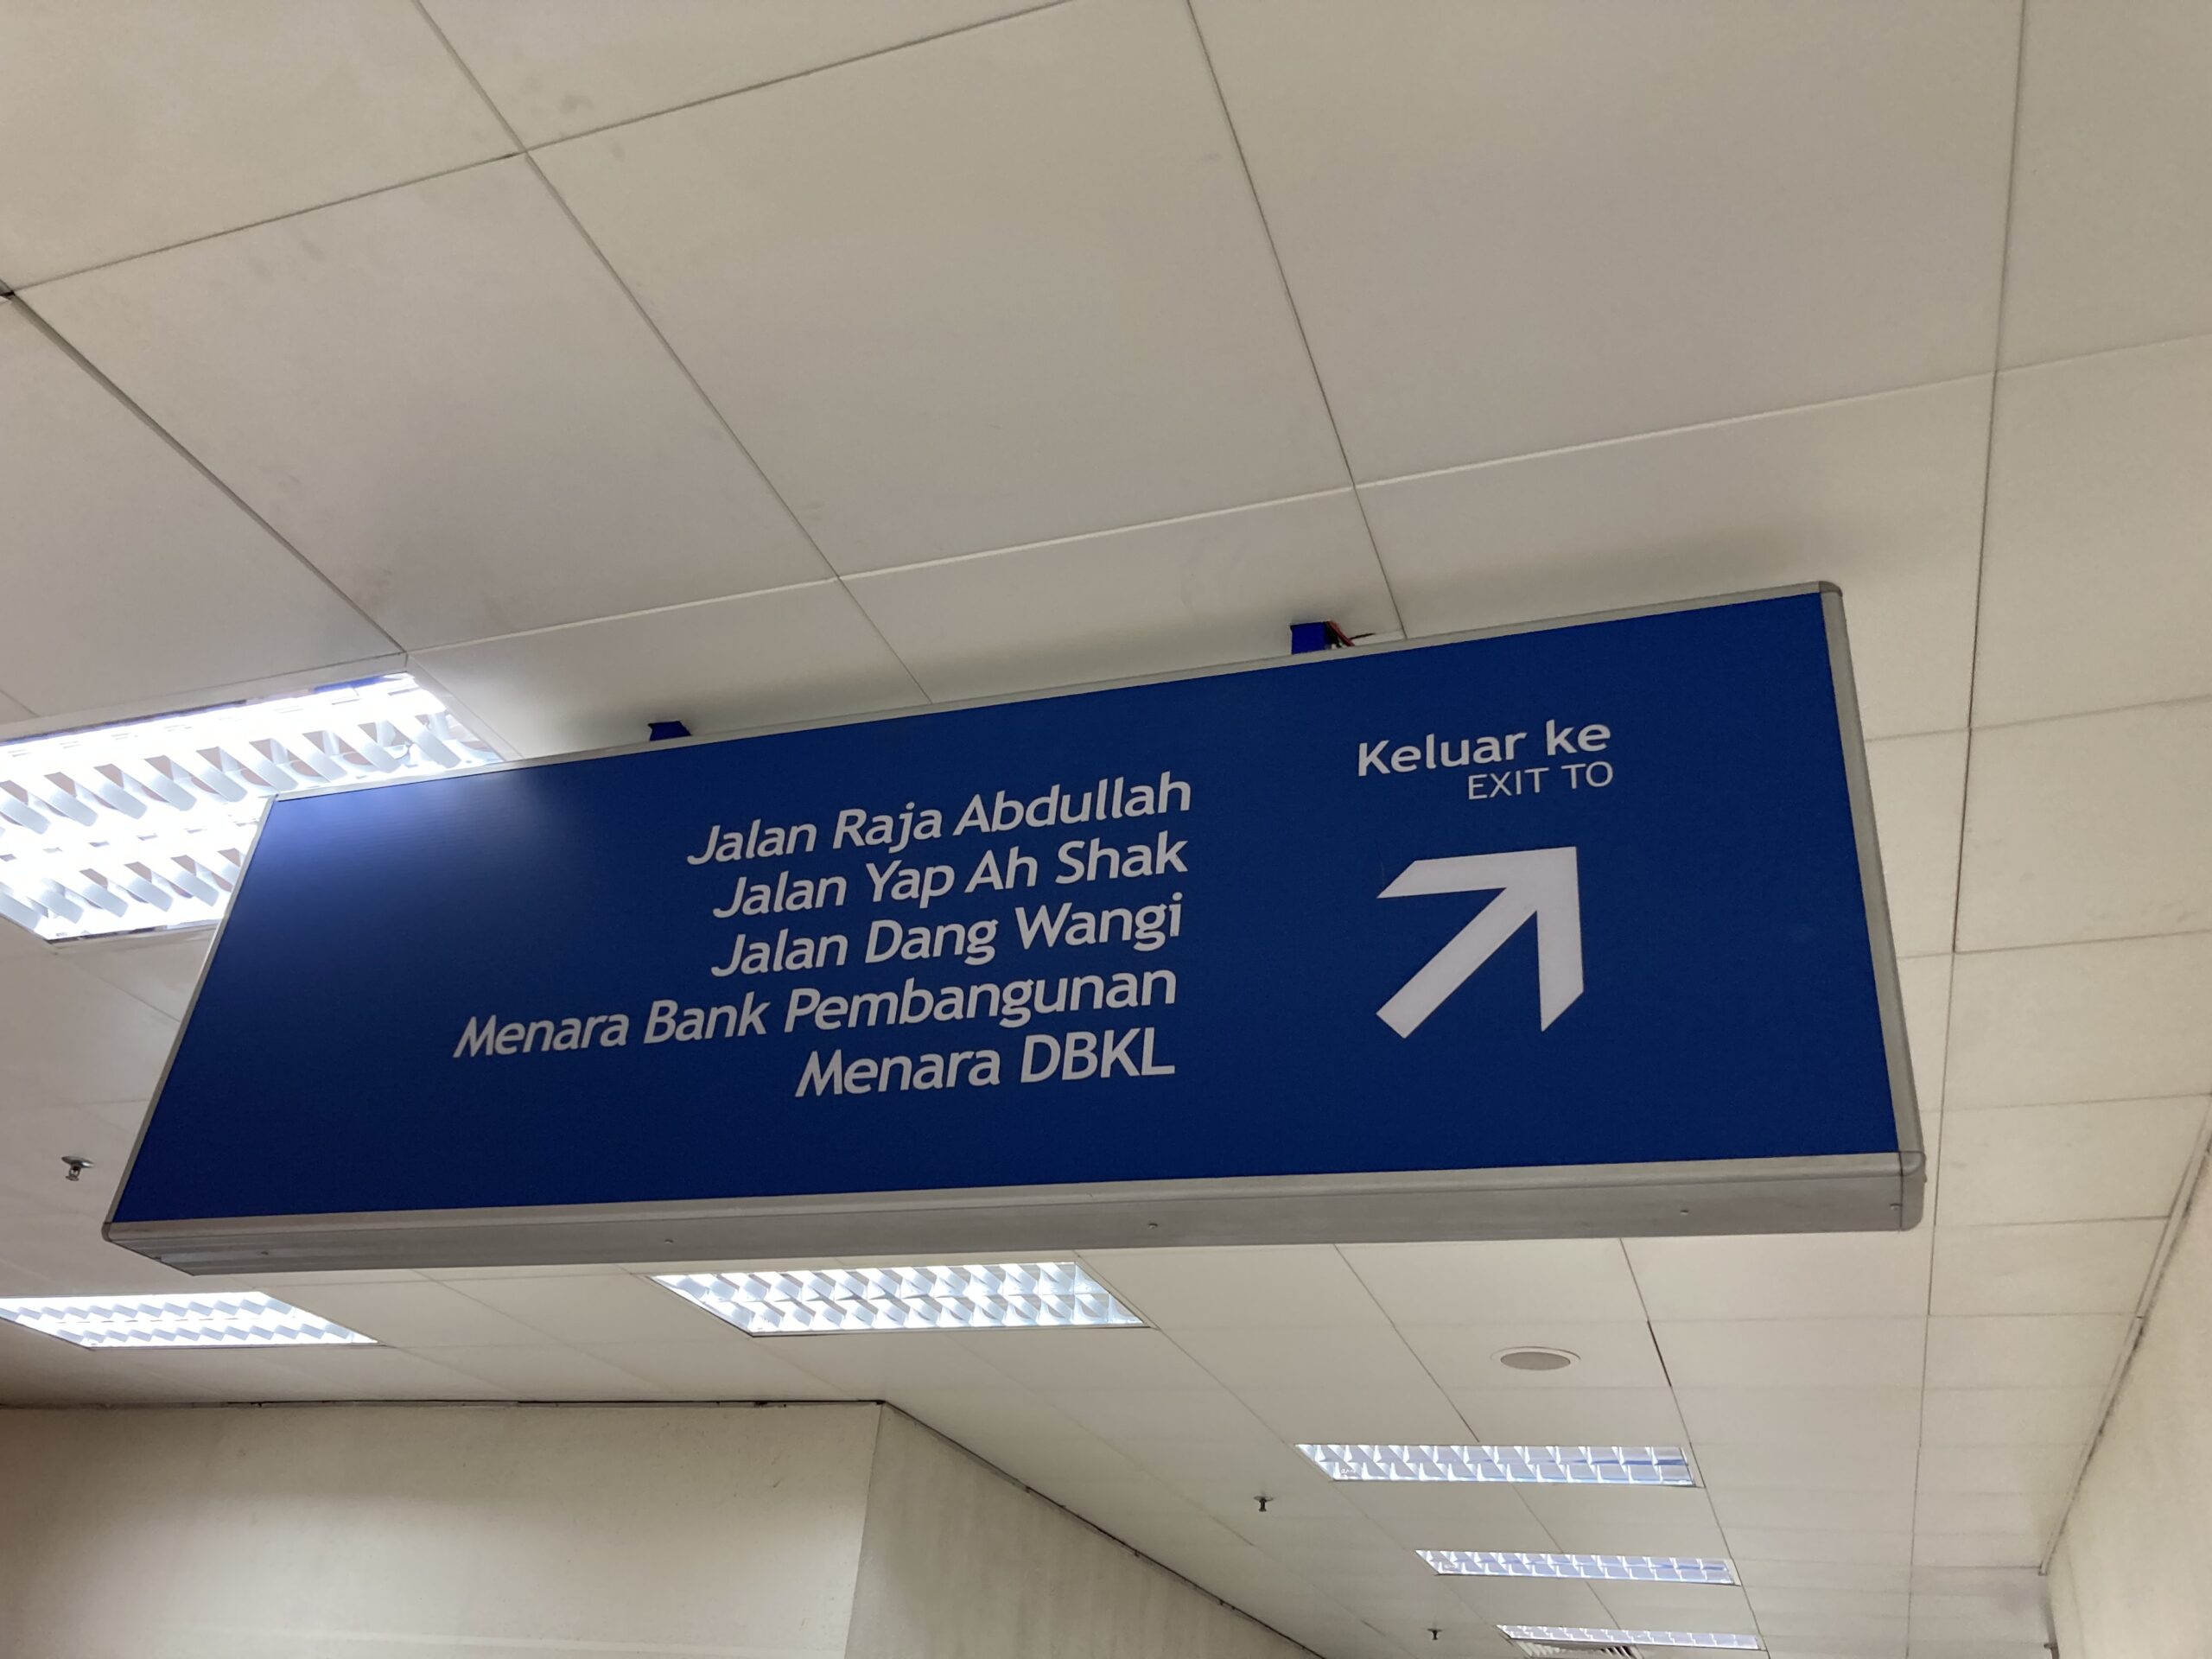 Jalan Raja Abdullah
Jalan Yap Ah Shak
Jalan Dang Wangi
Menara Bank Pembangunan
Menara DBKL
Keluar ke
EXIT TO